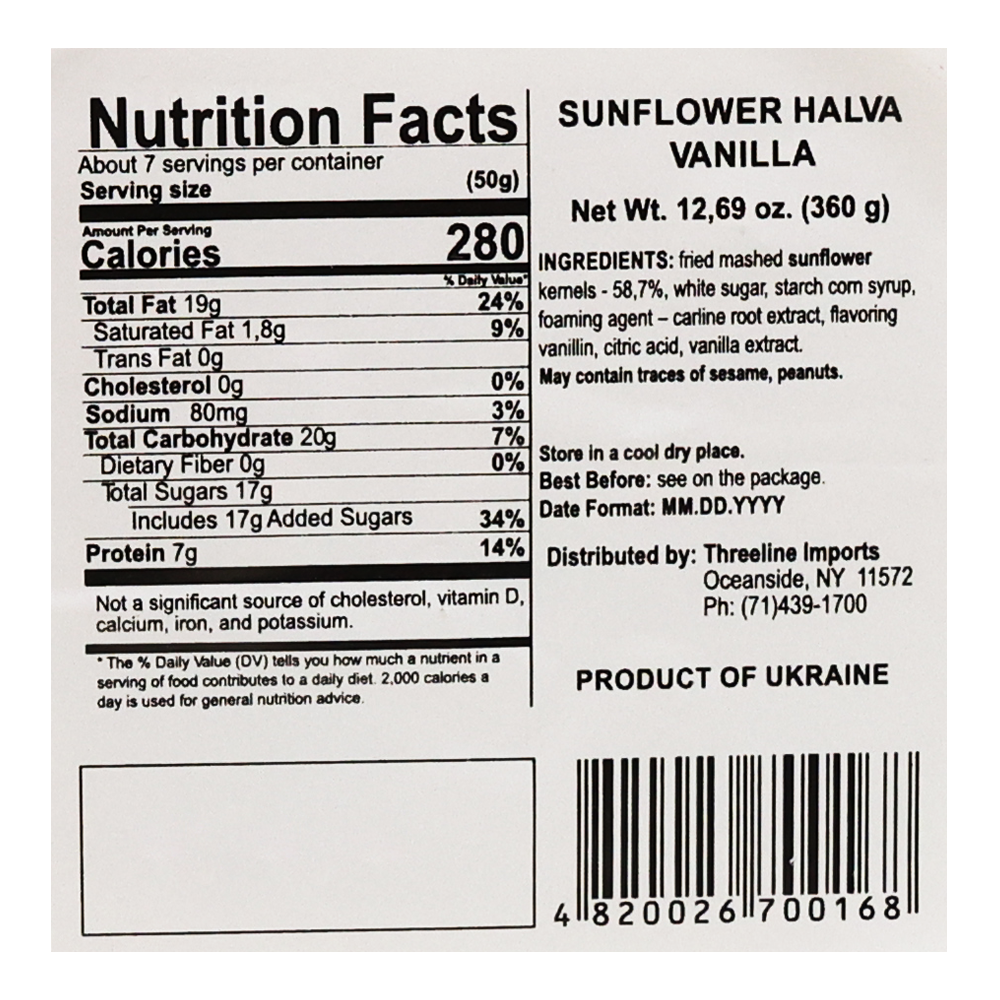 Nutrition Facts
About 7 servings per container
Serving size (50g)
Amount Per Serving
Calories 280
% Daily Value*
Total Fat 19g 24%
Saturated Fat 1,8g 9%
Trans Fat 0g
Cholesterol 0g 0%
Sodium 80mg 3%
Total Carbohydrate 20g 7%
Dietary Fiber 0g 0%
Total Sugars 17g
Includes 17g Added Sugars 34%
Protein 7g 14%
Not a significant source of cholesterol, vitamin D,
calcium, iron, and potassium.
* The % Daily Value (DV) tells you how much a nutrient in a
serving of food contributes to a daily diet. 2,000 calories a
day is used for general nutrition advice.
SUNFLOWER HALVA
VANILLA
Net Wt. 12,69 oz. (360 g)
INGREDIENTS: fried mashed sunflower
kernels - 58,7%, white sugar, starch corn syrup,
foaming agent – carline root extract, flavoring
vanillin, citric acid, vanilla extract.
May contain traces of sesame, peanuts.
Store in a cool dry place.
Best Before: see on the package.
Date Format: MM.DD.YYYY
Distributed by: Threeline Imports
Oceanside, NY 11572
Ph: (71)439-1700
PRODUCT OF UKRAINE
4 820026 700168